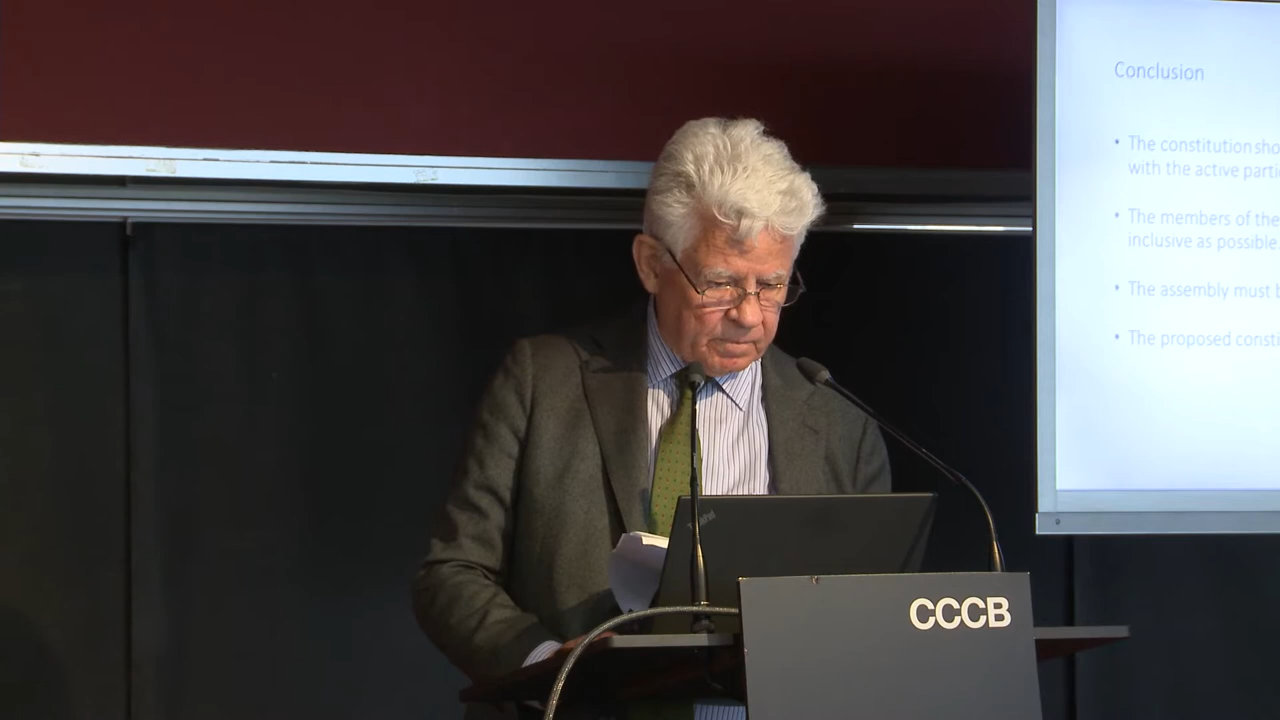 Conclusion
• The constitution sho
with the active parti
• The members of the
inclusive as possible
• The assembly must b
• The proposed consti
ThinkPad
CCCB